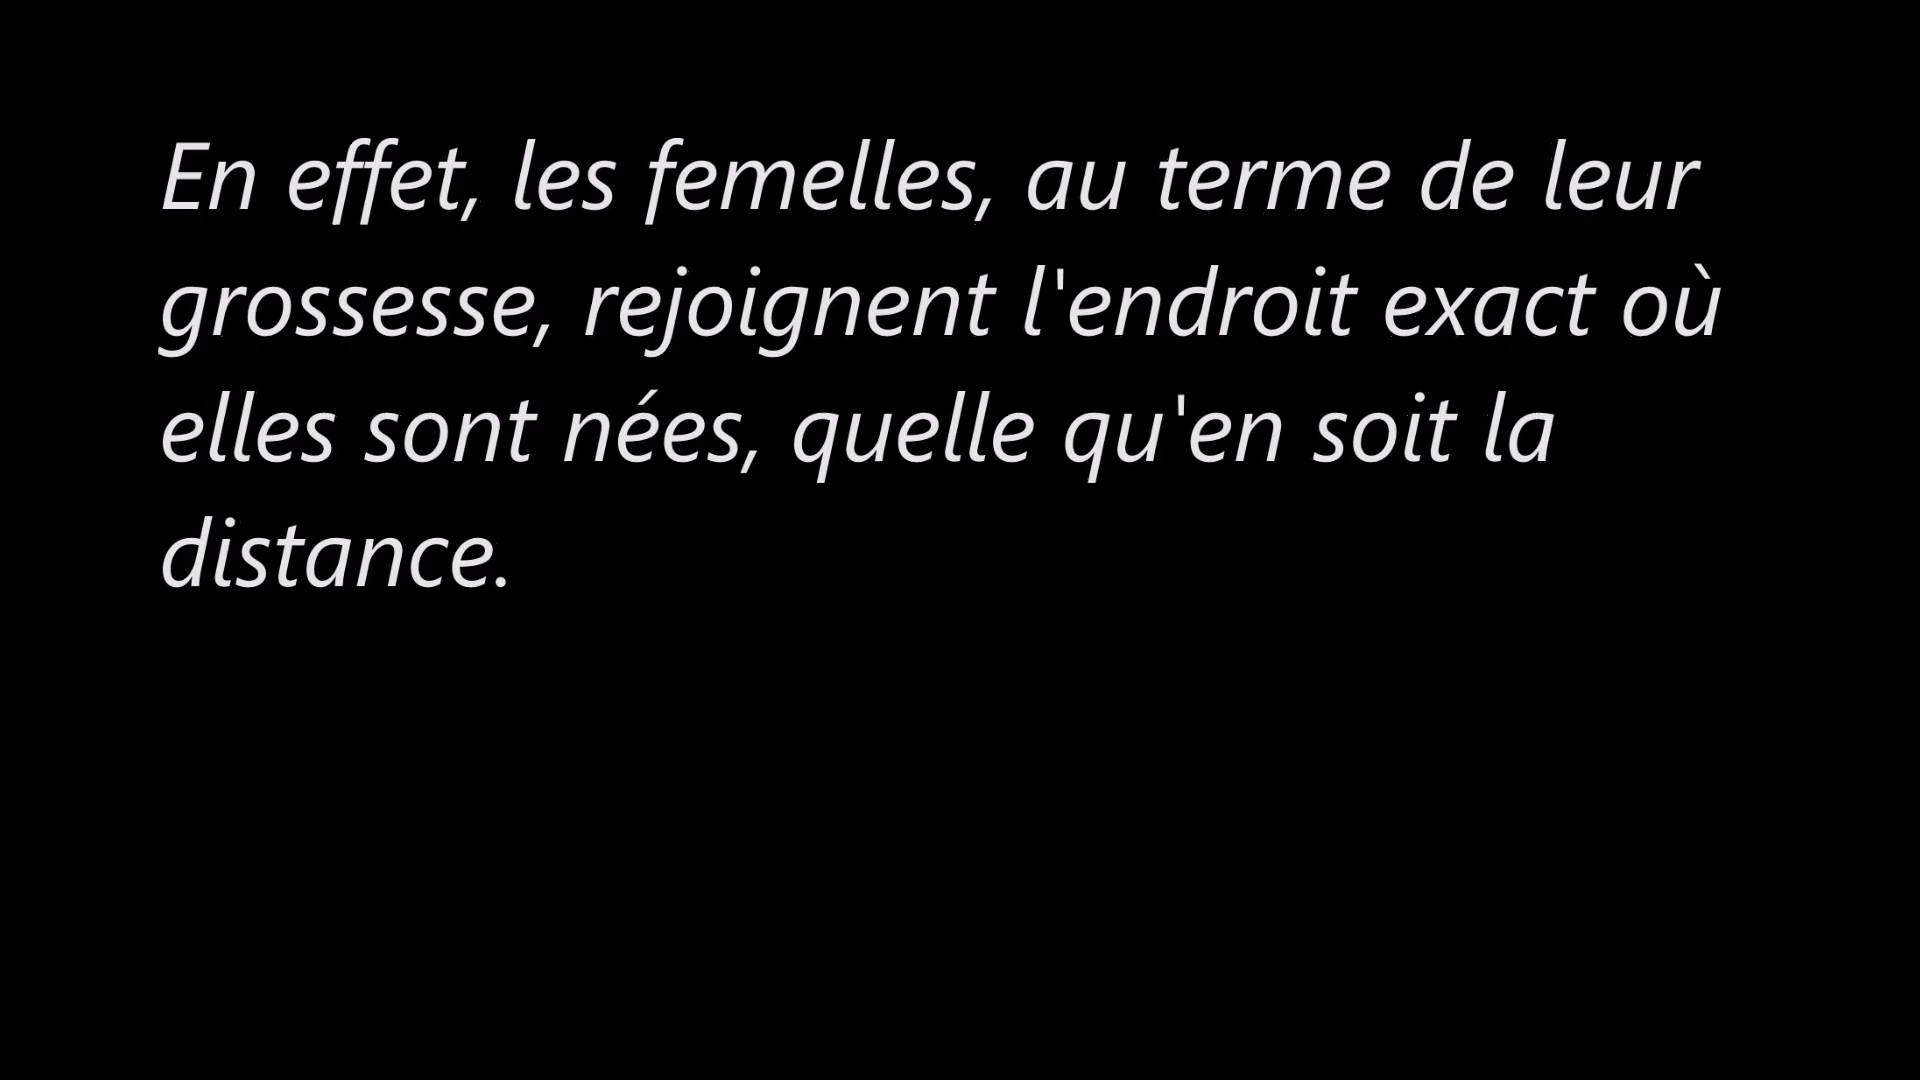 En effet, les femelles, au terme de leur
grossesse, rejoignent l'endroit exact où
elles sont nées, quelle qu'en soit la
distance.